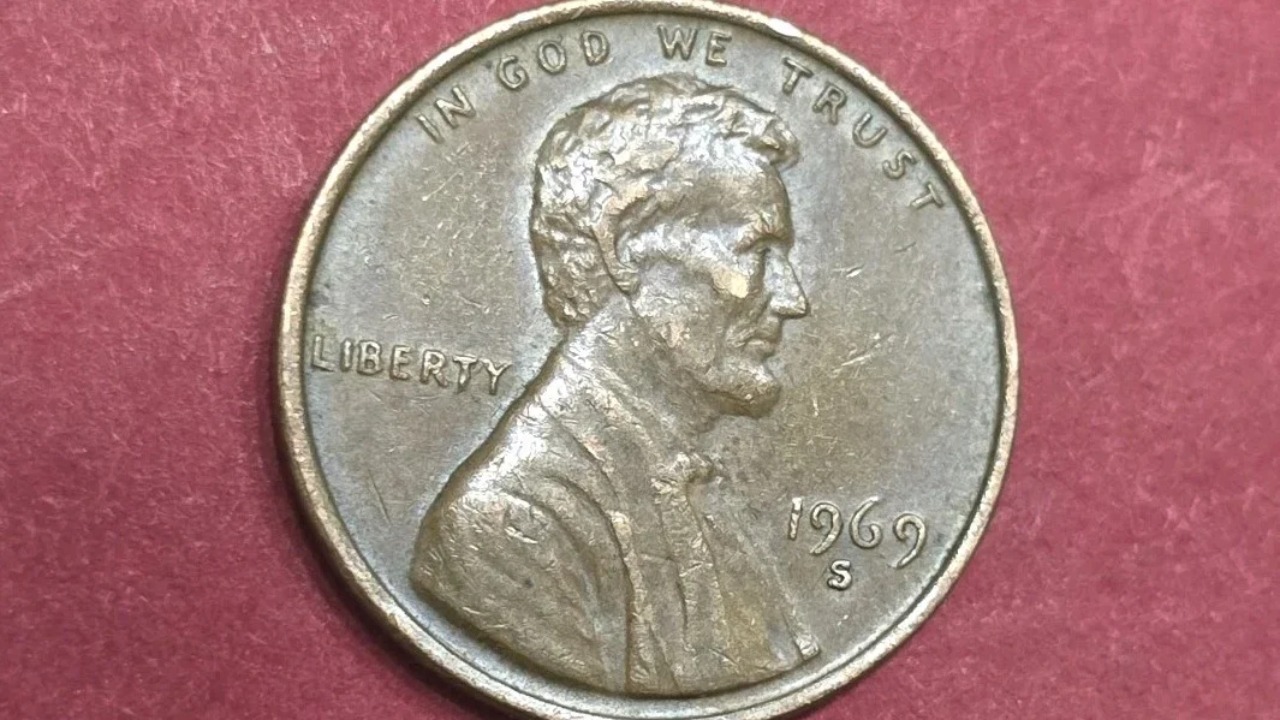 IN GOD WE TRUST
LIBERTY
1969
S